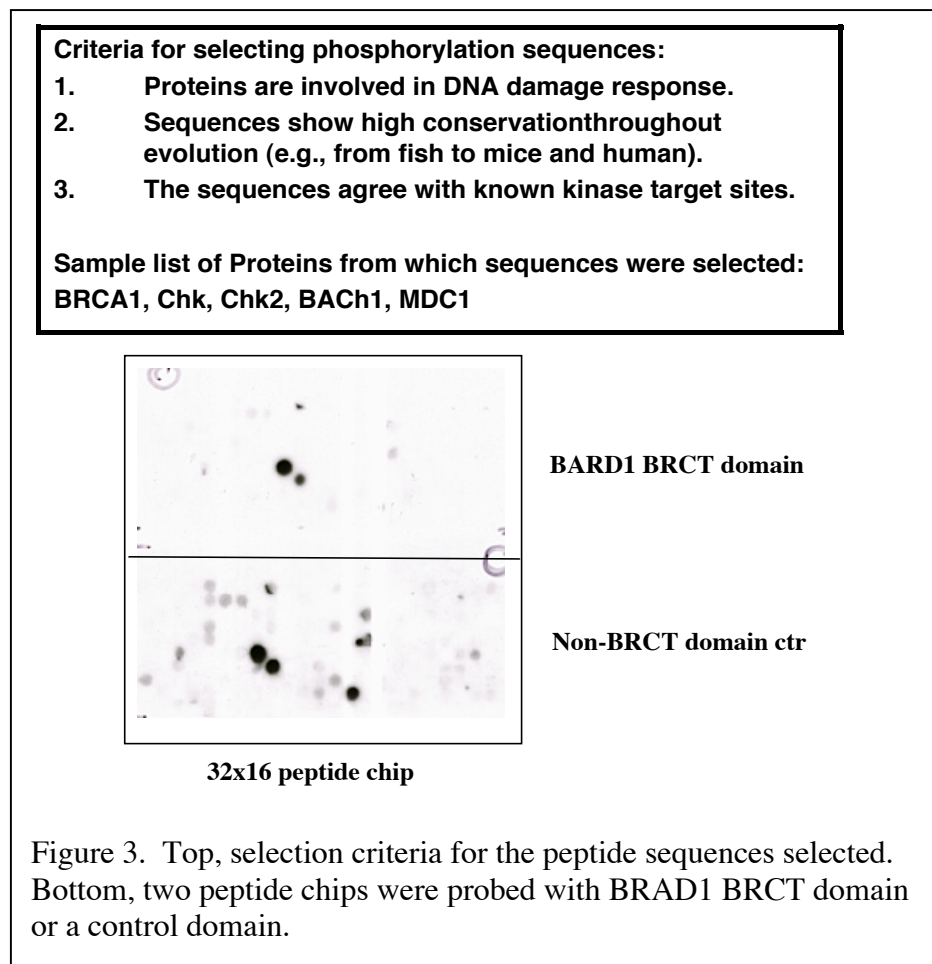 Criteria for selecting phosphorylation sequences:
1. Proteins are involved in DNA damage response.
2. Sequences show high conservationthroughout
evolution (e.g., from fish to mice and human).
3. The sequences agree with known kinase target sites.
Sample list of Proteins from which sequences were selected:
BRCA1, Chk, Chk2, BACh1, MDC1
BARD1 BRCT domain
Non-BRCT domain ctr
32x16 peptide chip
Figure 3. Top, selection criteria for the peptide sequences selected.
Bottom, two peptide chips were probed with BRAD1 BRCT domain
or a control domain.